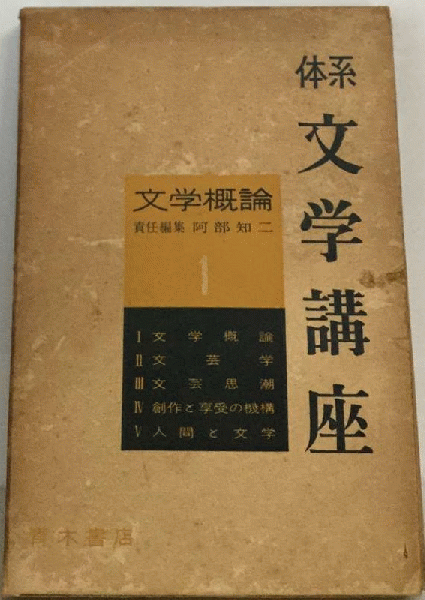 体系
文学講座
文学概論
責任編集 阿部知二
1
I 文学概論
II 文芸学
III 文芸思潮
IV 創作と享受の機構
V 人間と文学
青木書店